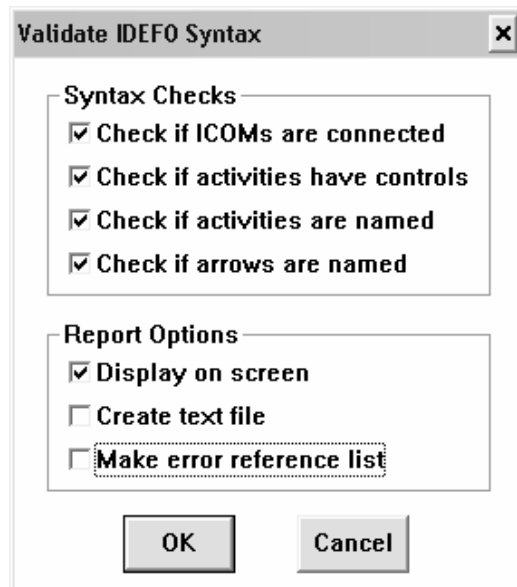 Validate IDEF0 Syntax
Syntax Checks
Check if ICOMs are connected
Check if activities have controls
Check if activities are named
Check if arrows are named
Report Options
Display on screen
Create text file
Make error reference list
OK Cancel